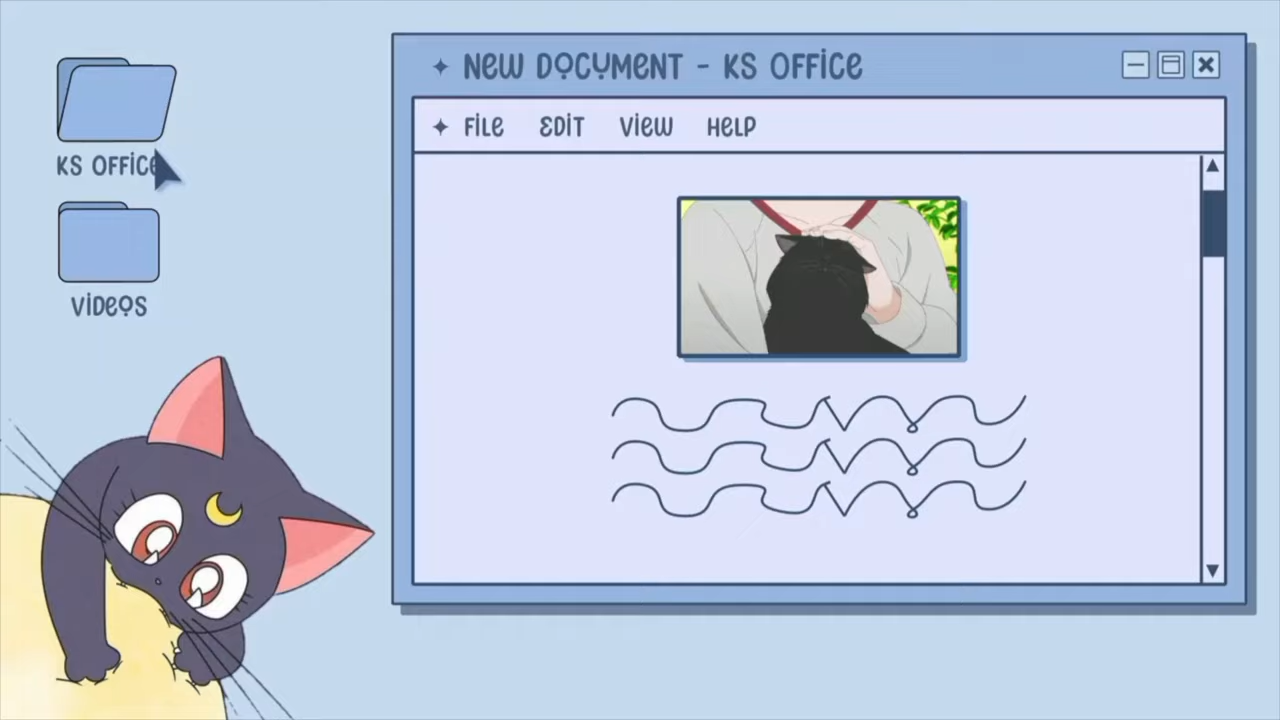 KS OFFICE
VIDEOS
NEW DOCUMENT - KS OFFICE
FILE EDIT VIEW HELP